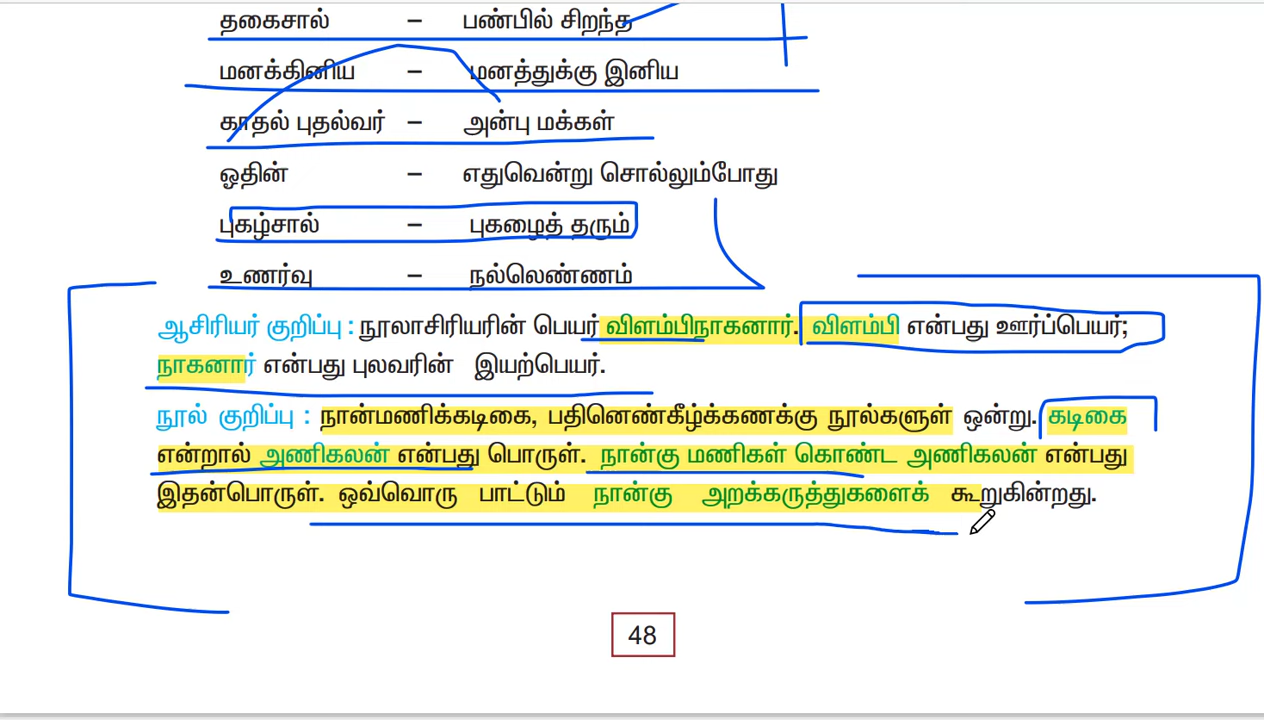 தகைசால் – பண்பில் சிறந்த
மனக்கினிய – மனத்துக்கு இனிய
காதல் புதல்வர் – அன்பு மக்கள்
ஓதின் – எதுவென்று சொல்லும்போது
புகழ்சால் – புகழைத் தரும்
உணர்வு – நல்லெண்ணம்
ஆசிரியர் குறிப்பு : நூலாசிரியரின் பெயர் விளம்பிநாகனார். விளம்பி என்பது ஊர்ப்பெயர்;
நாகனார் என்பது புலவரின் இயற்பெயர்.
நூல் குறிப்பு : நான்மணிக்கடிகை, பதினெண்கீழ்க்கணக்கு நூல்களுள் ஒன்று. கடிகை
என்றால் அணிகலன் என்பது பொருள். நான்கு மணிகள் கொண்ட அணிகலன் என்பது
இதன்பொருள். ஒவ்வொரு பாட்டும் நான்கு அறக்கருத்துகளைக் கூறுகின்றது.
48